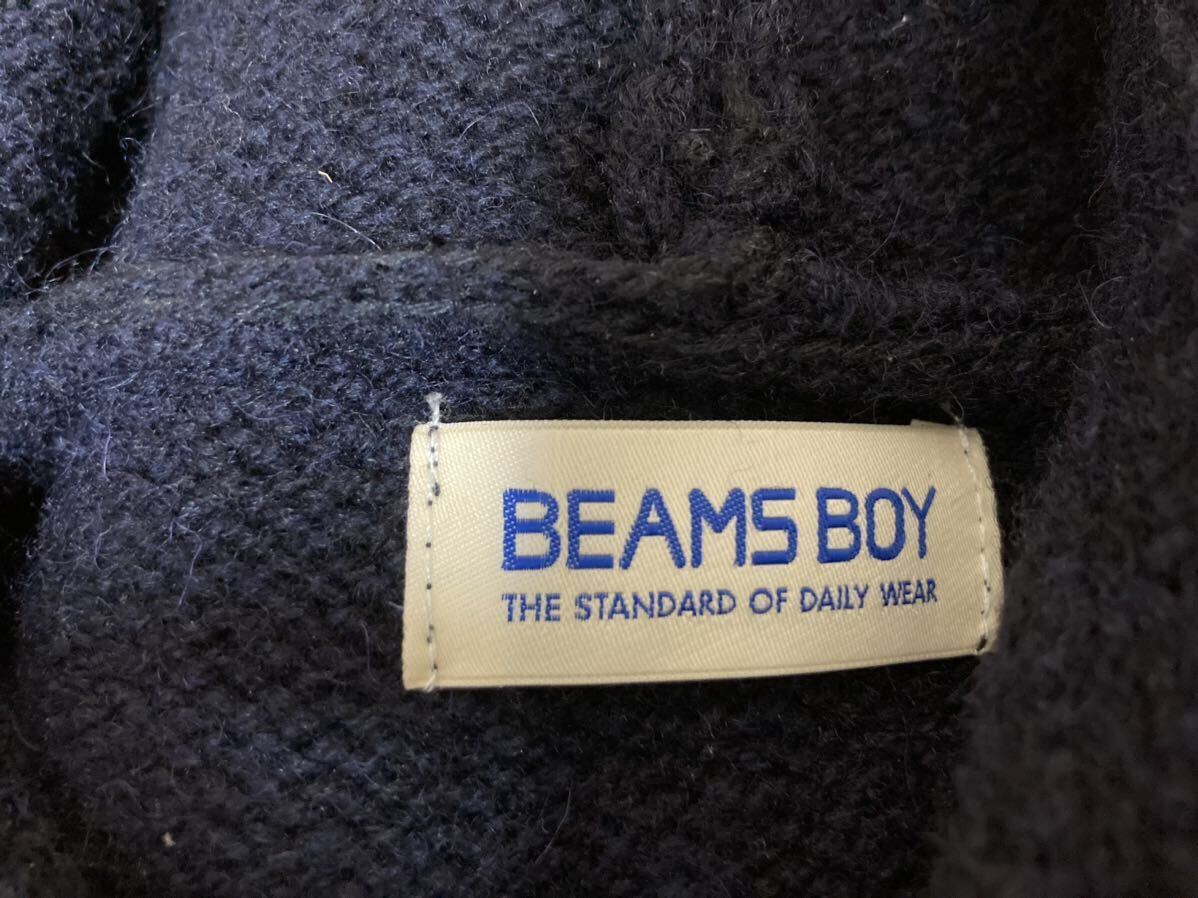 BEAMS BOY
THE STANDARD OF DAILY WEAR